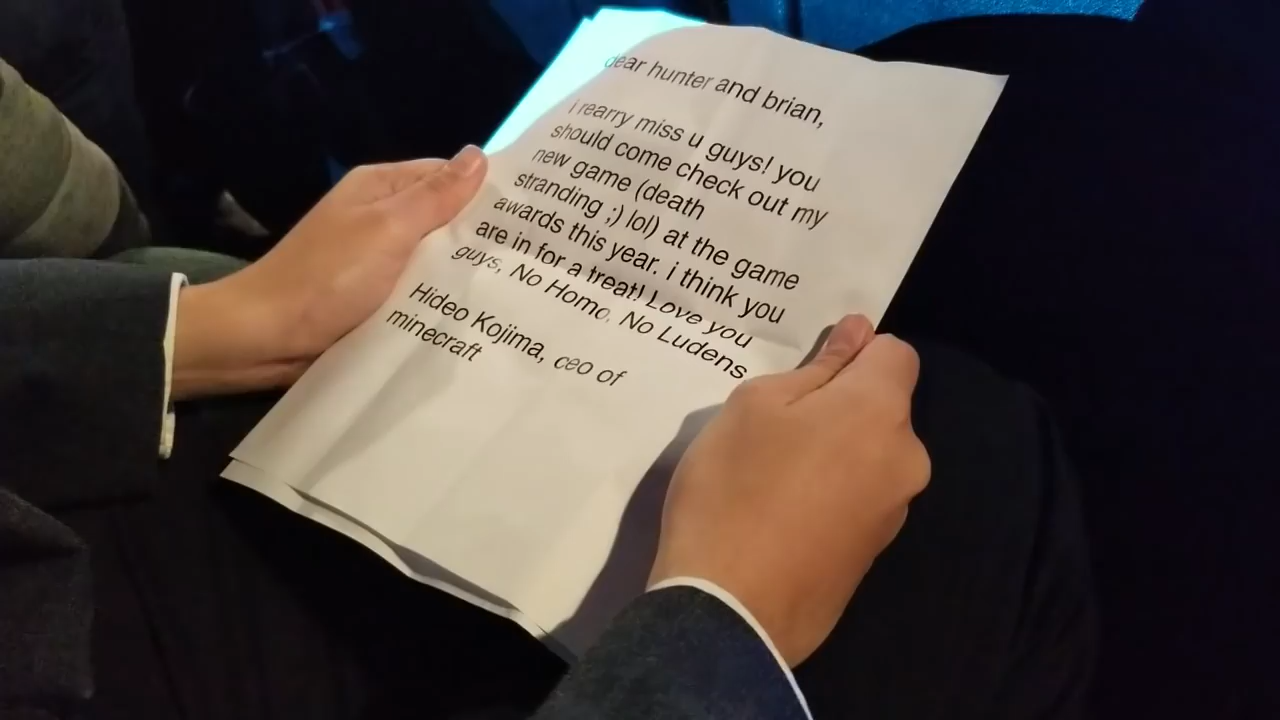 dear hunter and brian,
i rearry miss u guys! you
should come check out my
new game (death
stranding ;) lol) at the game
awards this year. i think you
are in for a treat! Love you
guys, No Homo. No Ludens
Hideo Kojima, ceo of
minecraft